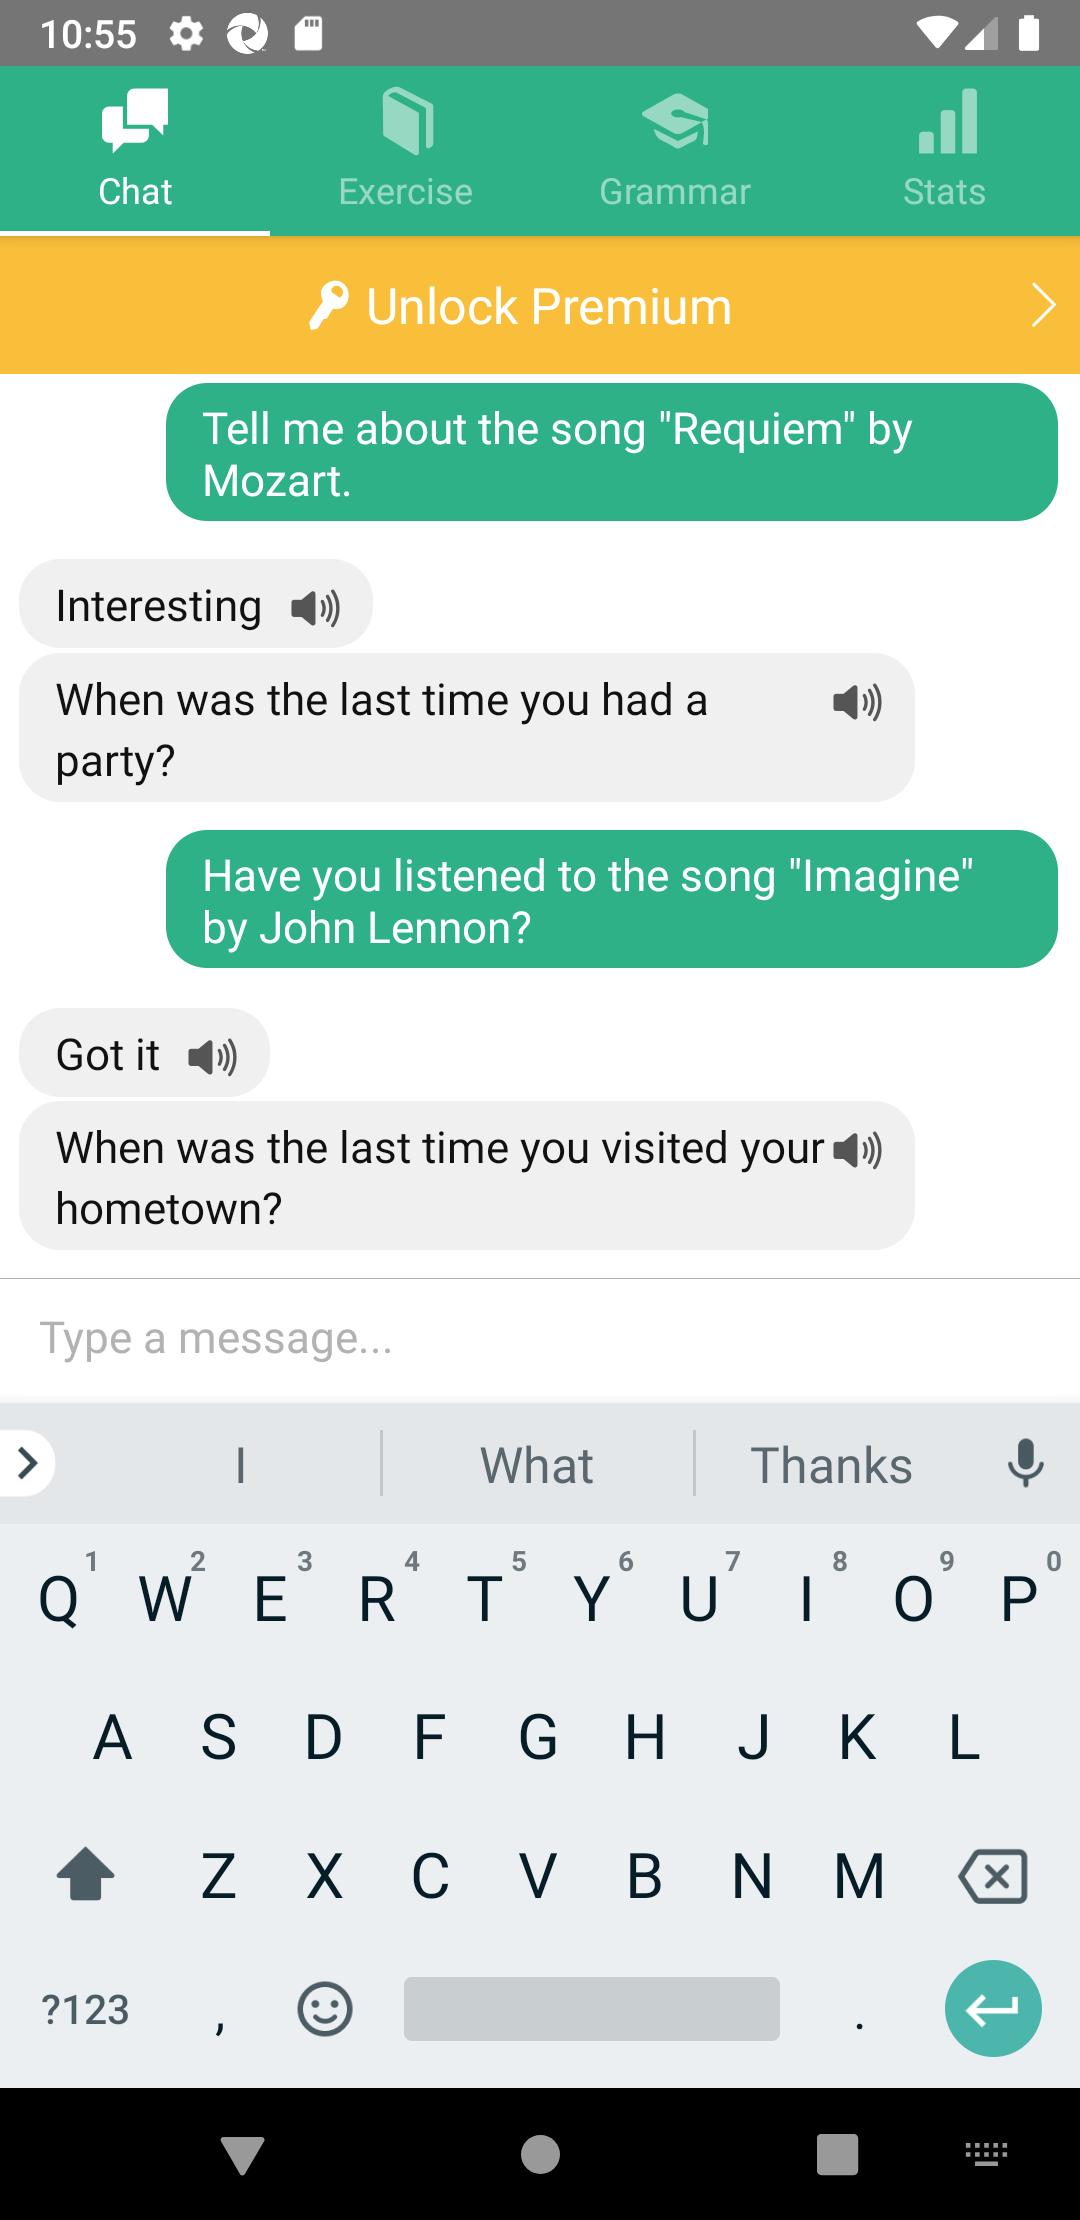 10:55
Chat
Exercise
Grammar
Stats
Unlock Premium
Tell me about the song "Requiem" by
Mozart.
Interesting
When was the last time you had a
party?
Have you listened to the song "Imagine"
by John Lennon?
Got it
When was the last time you visited your
hometown?
Type a message...
I
What
Thanks
Q 1 W 2 E 3 R 4 T 5 Y 6 U 7 I 8 O 9 P 0
A S D F G H J K L
Z X C V B N M
?123 , .